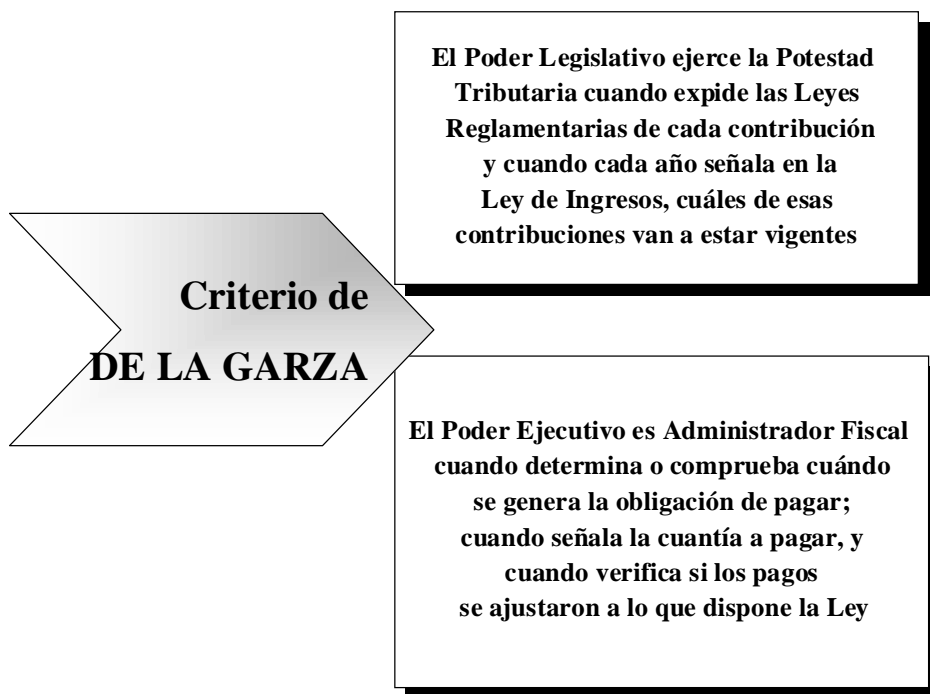 Criterio de
DE LA GARZA
El Poder Legislativo ejerce la Potestad
Tributaria cuando expide las Leyes
Reglamentarias de cada contribución
y cuando cada año señala en la
Ley de Ingresos, cuáles de esas
contribuciones van a estar vigentes
El Poder Ejecutivo es Administrador Fiscal
cuando determina o comprueba cuándo
se genera la obligación de pagar;
cuando señala la cuantía a pagar, y
cuando verifica si los pagos
se ajustaron a lo que dispone la Ley